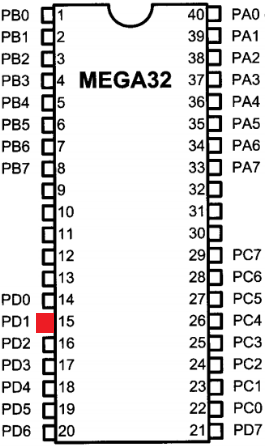 PB0 1 40 PA0
PB1 2 39 PA1
PB2 3 38 PA2
PB3 4 MEGA32 37 PA3
PB4 5 36 PA4
PB5 6 35 PA5
PB6 7 34 PA6
PB7 8 33 PA7
9 32
10 31
11 30
12 29 PC7
13 28 PC6
PD0 14 27 PC5
PD1 15 26 PC4
PD2 16 25 PC3
PD3 17 24 PC2
PD4 18 23 PC1
PD5 19 22 PC0
PD6 20 21 PD7